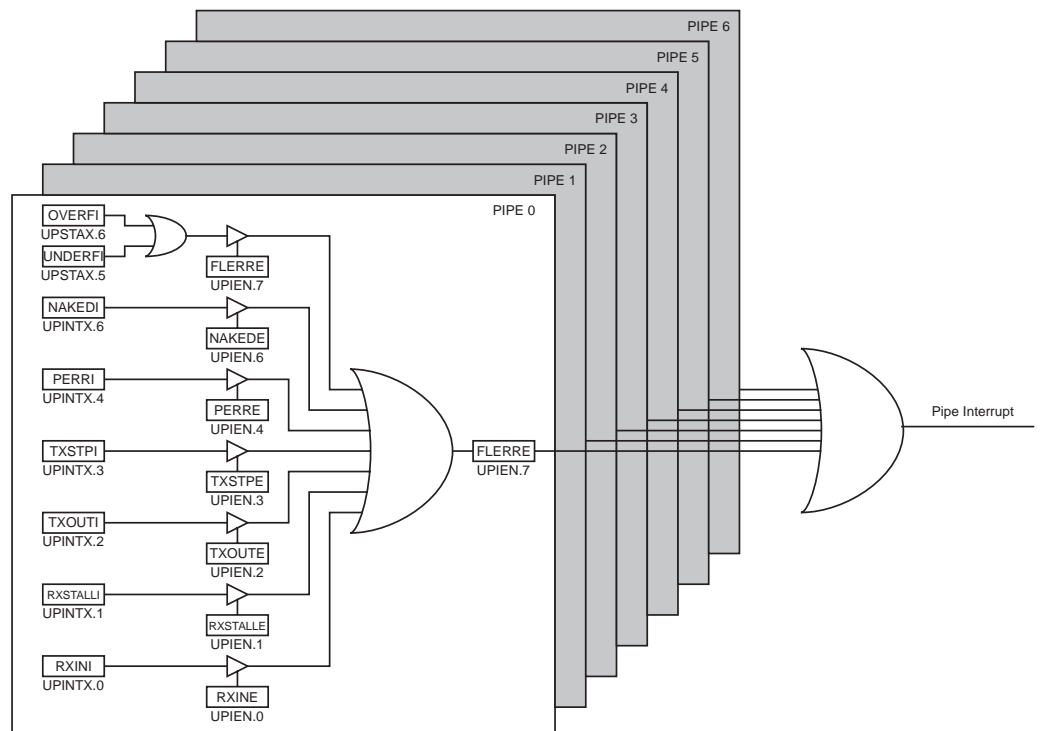 PIPE 6
PIPE 5
PIPE 4
PIPE 3
PIPE 2
PIPE 1
PIPE 0
OVERFI
UPSTAX.6
UNDERFI
UPSTAX.5
FLERRE
UPIEN.7
NAKEDI
UPINTX.6
NAKEDE
UPIEN.6
PERRI
UPINTX.4
PERRE
UPIEN.4
TXSTPI
UPINTX.3
TXSTPE
UPIEN.3
TXOUTI
UPINTX.2
TXOUTE
UPIEN.2
RXSTALLI
UPINTX.1
RXSTALLE
UPIEN.1
RXINI
UPINTX.0
RXINE
UPIEN.0
FLERRE
UPIEN.7
Pipe Interrupt